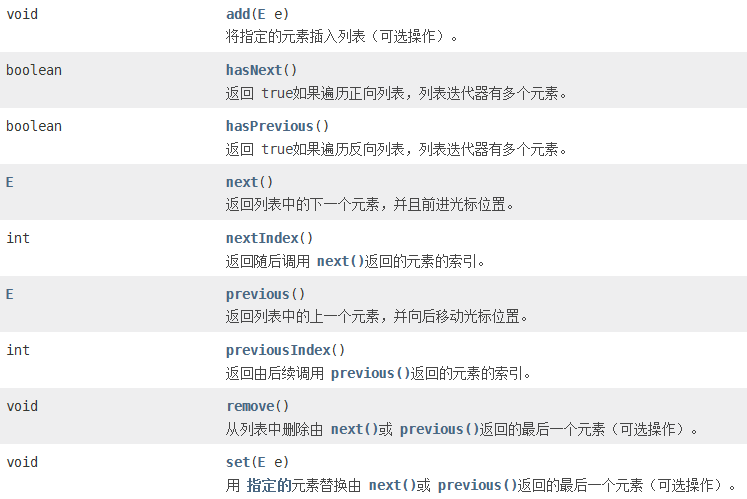 void add(E e)
将指定的元素插入列表（可选操作）。
boolean hasNext()
返回 true如果遍历正向列表，列表迭代器有多个元素。
boolean hasPrevious()
返回 true如果遍历反向列表，列表迭代器有多个元素。
E next()
返回列表中的下一个元素，并且前进光标位置。
int nextIndex()
返回随后调用 next()返回的元素的索引。
E previous()
返回列表中的上一个元素，并向后移动光标位置。
int previousIndex()
返回由后续调用 previous()返回的元素的索引。
void remove()
从列表中删除由 next()或 previous()返回的最后一个元素（可选操作）。
void set(E e)
用 指定的元素替换由 next()或 previous()返回的最后一个元素（可选操作）。